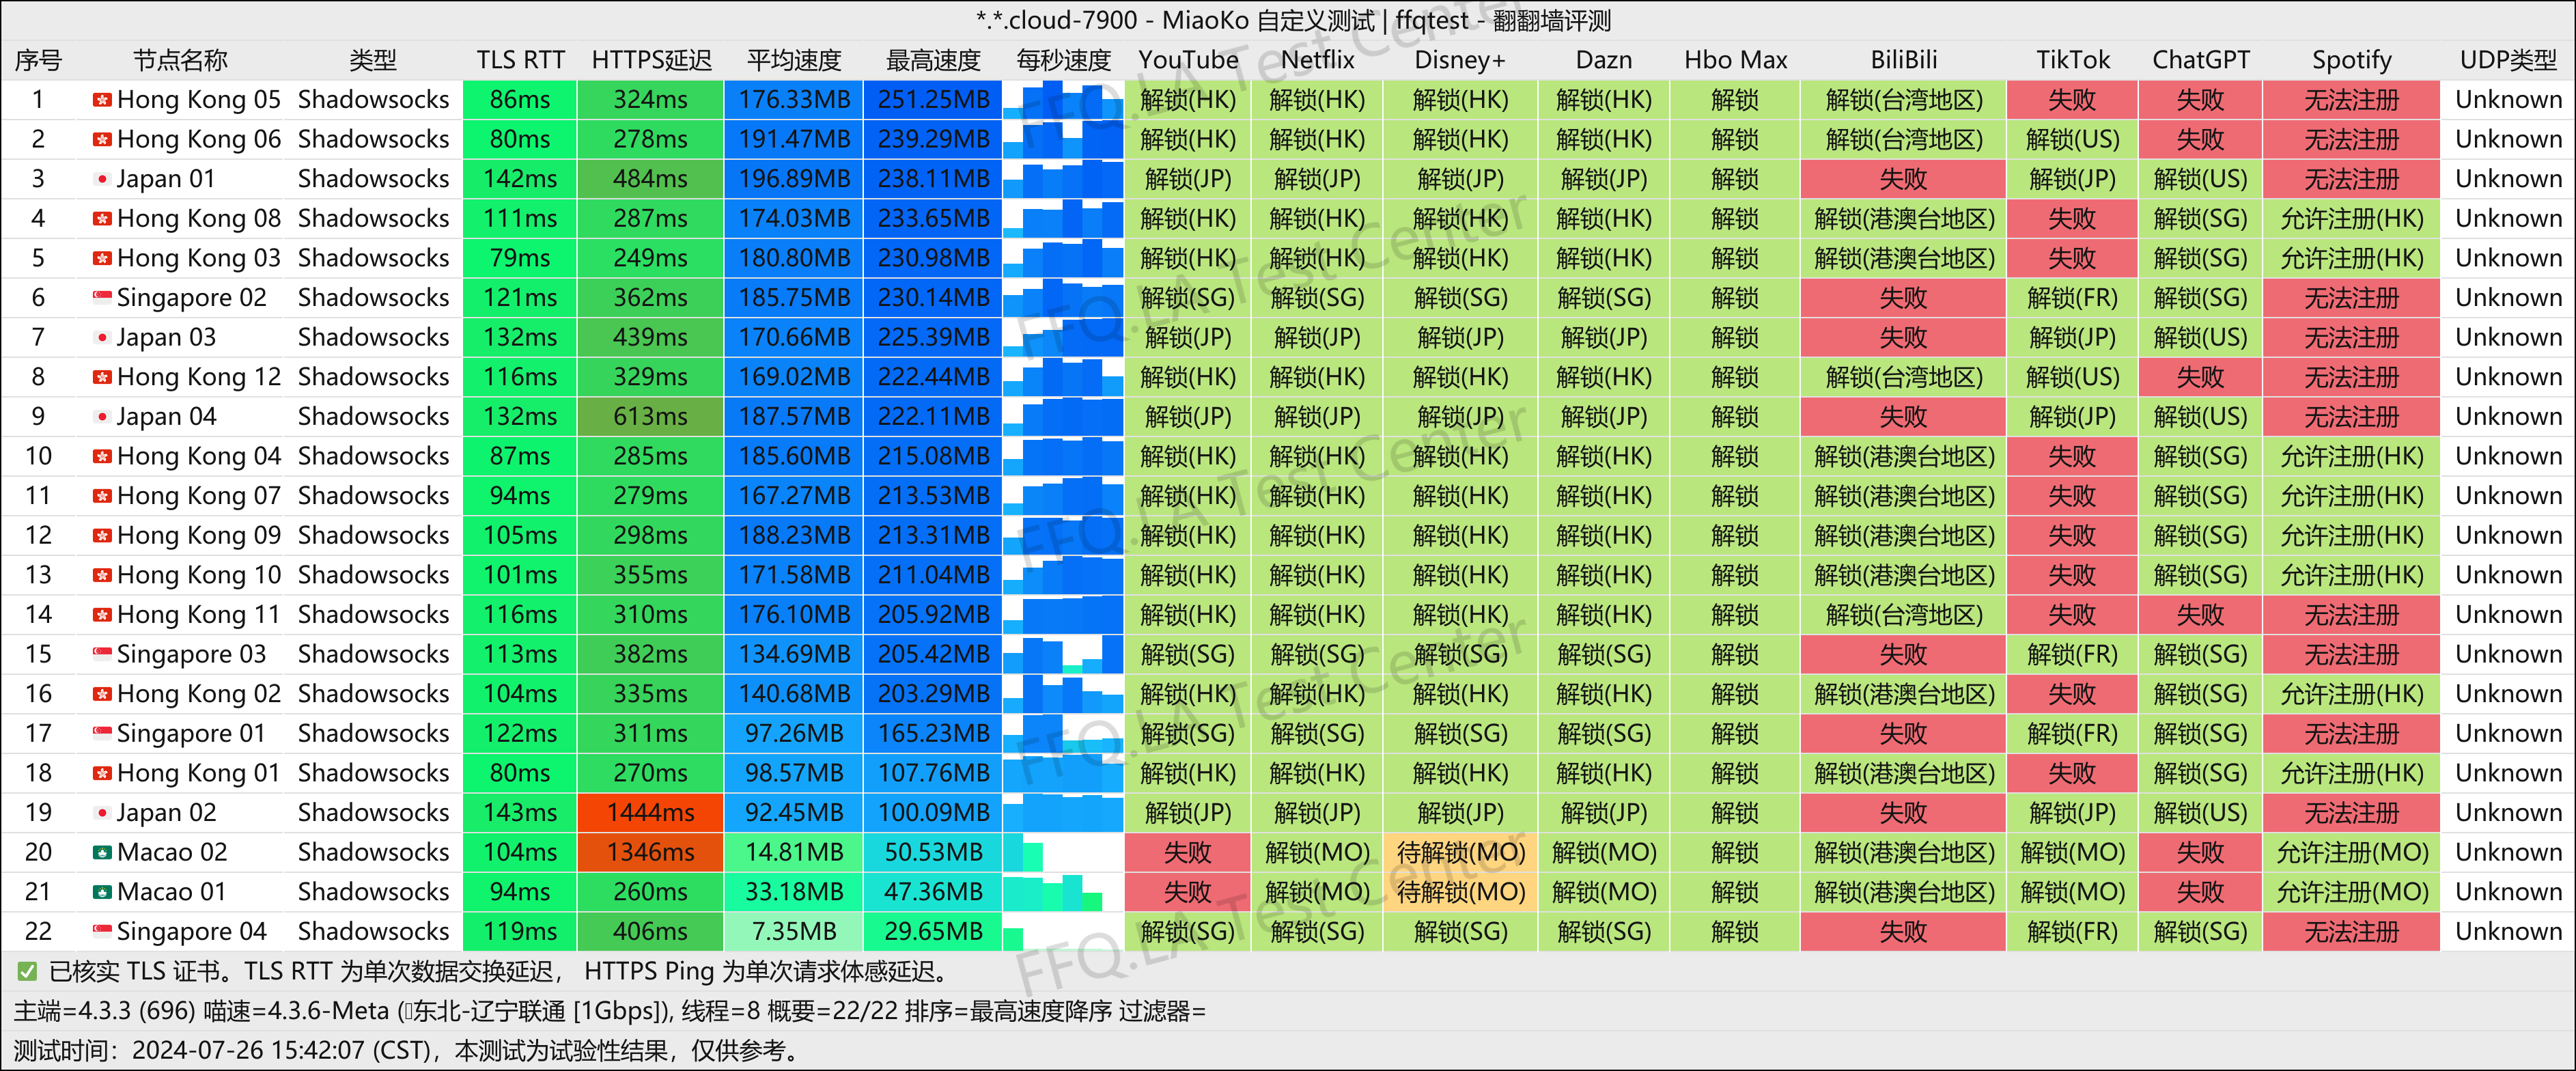 *.*.cloud-7900 - MiaoKo 自定义测试 | ffqtest - 翻翻墙评测
序号 节点名称 类型 TLS RTT HTTPS延迟 平均速度 最高速度 每秒速度 YouTube Netflix Disney+ Dazn Hbo Max BiliBili TikTok ChatGPT Spotify UDP类型
1 Hong Kong 05 Shadowsocks 86ms 324ms 176.33MB 251.25MB 解锁(HK) 解锁(HK) 解锁(HK) 解锁(HK) 解锁 解锁(台湾地区) 失败 失败 无法注册 Unknown
2 Hong Kong 06 Shadowsocks 80ms 278ms 191.47MB 239.29MB 解锁(HK) 解锁(HK) 解锁(HK) 解锁(HK) 解锁 解锁(台湾地区) 解锁(US) 失败 无法注册 Unknown
3 Japan 01 Shadowsocks 142ms 484ms 196.89MB 238.11MB 解锁(JP) 解锁(JP) 解锁(JP) 解锁(JP) 解锁 失败 解锁(JP) 解锁(US) 无法注册 Unknown
4 Hong Kong 08 Shadowsocks 111ms 287ms 174.03MB 233.65MB 解锁(HK) 解锁(HK) 解锁(HK) 解锁(HK) 解锁 解锁(港澳台地区) 失败 解锁(SG) 允许注册(HK) Unknown
5 Hong Kong 03 Shadowsocks 79ms 249ms 180.80MB 230.98MB 解锁(HK) 解锁(HK) 解锁(HK) 解锁(HK) 解锁 解锁(港澳台地区) 失败 解锁(SG) 允许注册(HK) Unknown
6 Singapore 02 Shadowsocks 121ms 362ms 185.75MB 230.14MB 解锁(SG) 解锁(SG) 解锁(SG) 解锁(SG) 解锁 失败 解锁(FR) 解锁(SG) 无法注册 Unknown
7 Japan 03 Shadowsocks 132ms 439ms 170.66MB 225.39MB 解锁(JP) 解锁(JP) 解锁(JP) 解锁(JP) 解锁 失败 解锁(JP) 解锁(US) 无法注册 Unknown
8 Hong Kong 12 Shadowsocks 116ms 329ms 169.02MB 222.44MB 解锁(HK) 解锁(HK) 解锁(HK) 解锁(HK) 解锁 解锁(台湾地区) 解锁(US) 失败 无法注册 Unknown
9 Japan 04 Shadowsocks 132ms 613ms 187.57MB 222.11MB 解锁(JP) 解锁(JP) 解锁(JP) 解锁(JP) 解锁 失败 解锁(JP) 解锁(US) 无法注册 Unknown
10 Hong Kong 04 Shadowsocks 87ms 285ms 185.60MB 215.08MB 解锁(HK) 解锁(HK) 解锁(HK) 解锁(HK) 解锁 解锁(港澳台地区) 失败 解锁(SG) 允许注册(HK) Unknown
11 Hong Kong 07 Shadowsocks 94ms 279ms 167.27MB 213.53MB 解锁(HK) 解锁(HK) 解锁(HK) 解锁(HK) 解锁 解锁(港澳台地区) 失败 解锁(SG) 允许注册(HK) Unknown
12 Hong Kong 09 Shadowsocks 105ms 298ms 188.23MB 213.31MB 解锁(HK) 解锁(HK) 解锁(HK) 解锁(HK) 解锁 解锁(港澳台地区) 失败 解锁(SG) 允许注册(HK) Unknown
13 Hong Kong 10 Shadowsocks 101ms 355ms 171.58MB 211.04MB 解锁(HK) 解锁(HK) 解锁(HK) 解锁(HK) 解锁 解锁(港澳台地区) 失败 解锁(SG) 允许注册(HK) Unknown
14 Hong Kong 11 Shadowsocks 116ms 310ms 176.10MB 205.92MB 解锁(HK) 解锁(HK) 解锁(HK) 解锁(HK) 解锁 解锁(台湾地区) 失败 失败 无法注册 Unknown
15 Singapore 03 Shadowsocks 113ms 382ms 134.69MB 205.42MB 解锁(SG) 解锁(SG) 解锁(SG) 解锁(SG) 解锁 失败 解锁(FR) 解锁(SG) 无法注册 Unknown
16 Hong Kong 02 Shadowsocks 104ms 335ms 140.68MB 203.29MB 解锁(HK) 解锁(HK) 解锁(HK) 解锁(HK) 解锁 解锁(港澳台地区) 失败 解锁(SG) 允许注册(HK) Unknown
17 Singapore 01 Shadowsocks 122ms 311ms 97.26MB 165.23MB 解锁(SG) 解锁(SG) 解锁(SG) 解锁(SG) 解锁 失败 解锁(FR) 解锁(SG) 无法注册 Unknown
18 Hong Kong 01 Shadowsocks 80ms 270ms 98.57MB 107.76MB 解锁(HK) 解锁(HK) 解锁(HK) 解锁(HK) 解锁 解锁(港澳台地区) 失败 解锁(SG) 允许注册(HK) Unknown
19 Japan 02 Shadowsocks 143ms 1444ms 92.45MB 100.09MB 解锁(JP) 解锁(JP) 解锁(JP) 解锁(JP) 解锁 失败 解锁(JP) 解锁(US) 无法注册 Unknown
20 Macao 02 Shadowsocks 104ms 1346ms 14.81MB 50.53MB 失败 解锁(MO) 待解锁(MO) 解锁(MO) 解锁 解锁(港澳台地区) 解锁(MO) 失败 允许注册(MO) Unknown
21 Macao 01 Shadowsocks 94ms 260ms 33.18MB 47.36MB 失败 解锁(MO) 待解锁(MO) 解锁(MO) 解锁 解锁(港澳台地区) 解锁(MO) 失败 允许注册(MO) Unknown
22 Singapore 04 Shadowsocks 119ms 406ms 7.35MB 29.65MB 解锁(SG) 解锁(SG) 解锁(SG) 解锁(SG) 解锁 失败 解锁(FR) 解锁(SG) 无法注册 Unknown
✅ 已核实 TLS 证书。TLS RTT 为单次数据交换延迟， HTTPS Ping 为单次请求体感延迟。
主端=4.3.3 (696) 喵速=4.3.6-Meta (东北-辽宁联通 [1Gbps]), 线程=8 概要=22/22 排序=最高速度降序 过滤器=
测试时间：2024-07-26 15:42:07 (CST)，本测试为试验性结果，仅供参考。
FFQ.LA Test Center
FFQ.LA Test Center
FFQ.LA Test Center
FFQ.LA Test Center
FFQ.LA Test Center